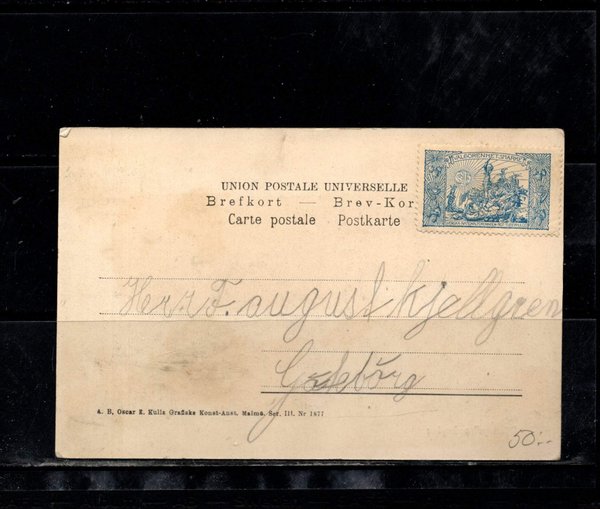 VÄLGÖRENHETSMÄRKE
UNION POSTALE UNIVERSELLE
Brefkort — Brev-Kor
Carte postale Postkarte
Herr F. august kjellgren
Göteborg
A. B. Oscar E. Kulls Grafiska Konst-Anst. Malmö. Ser. III. Nr 1877
50:-